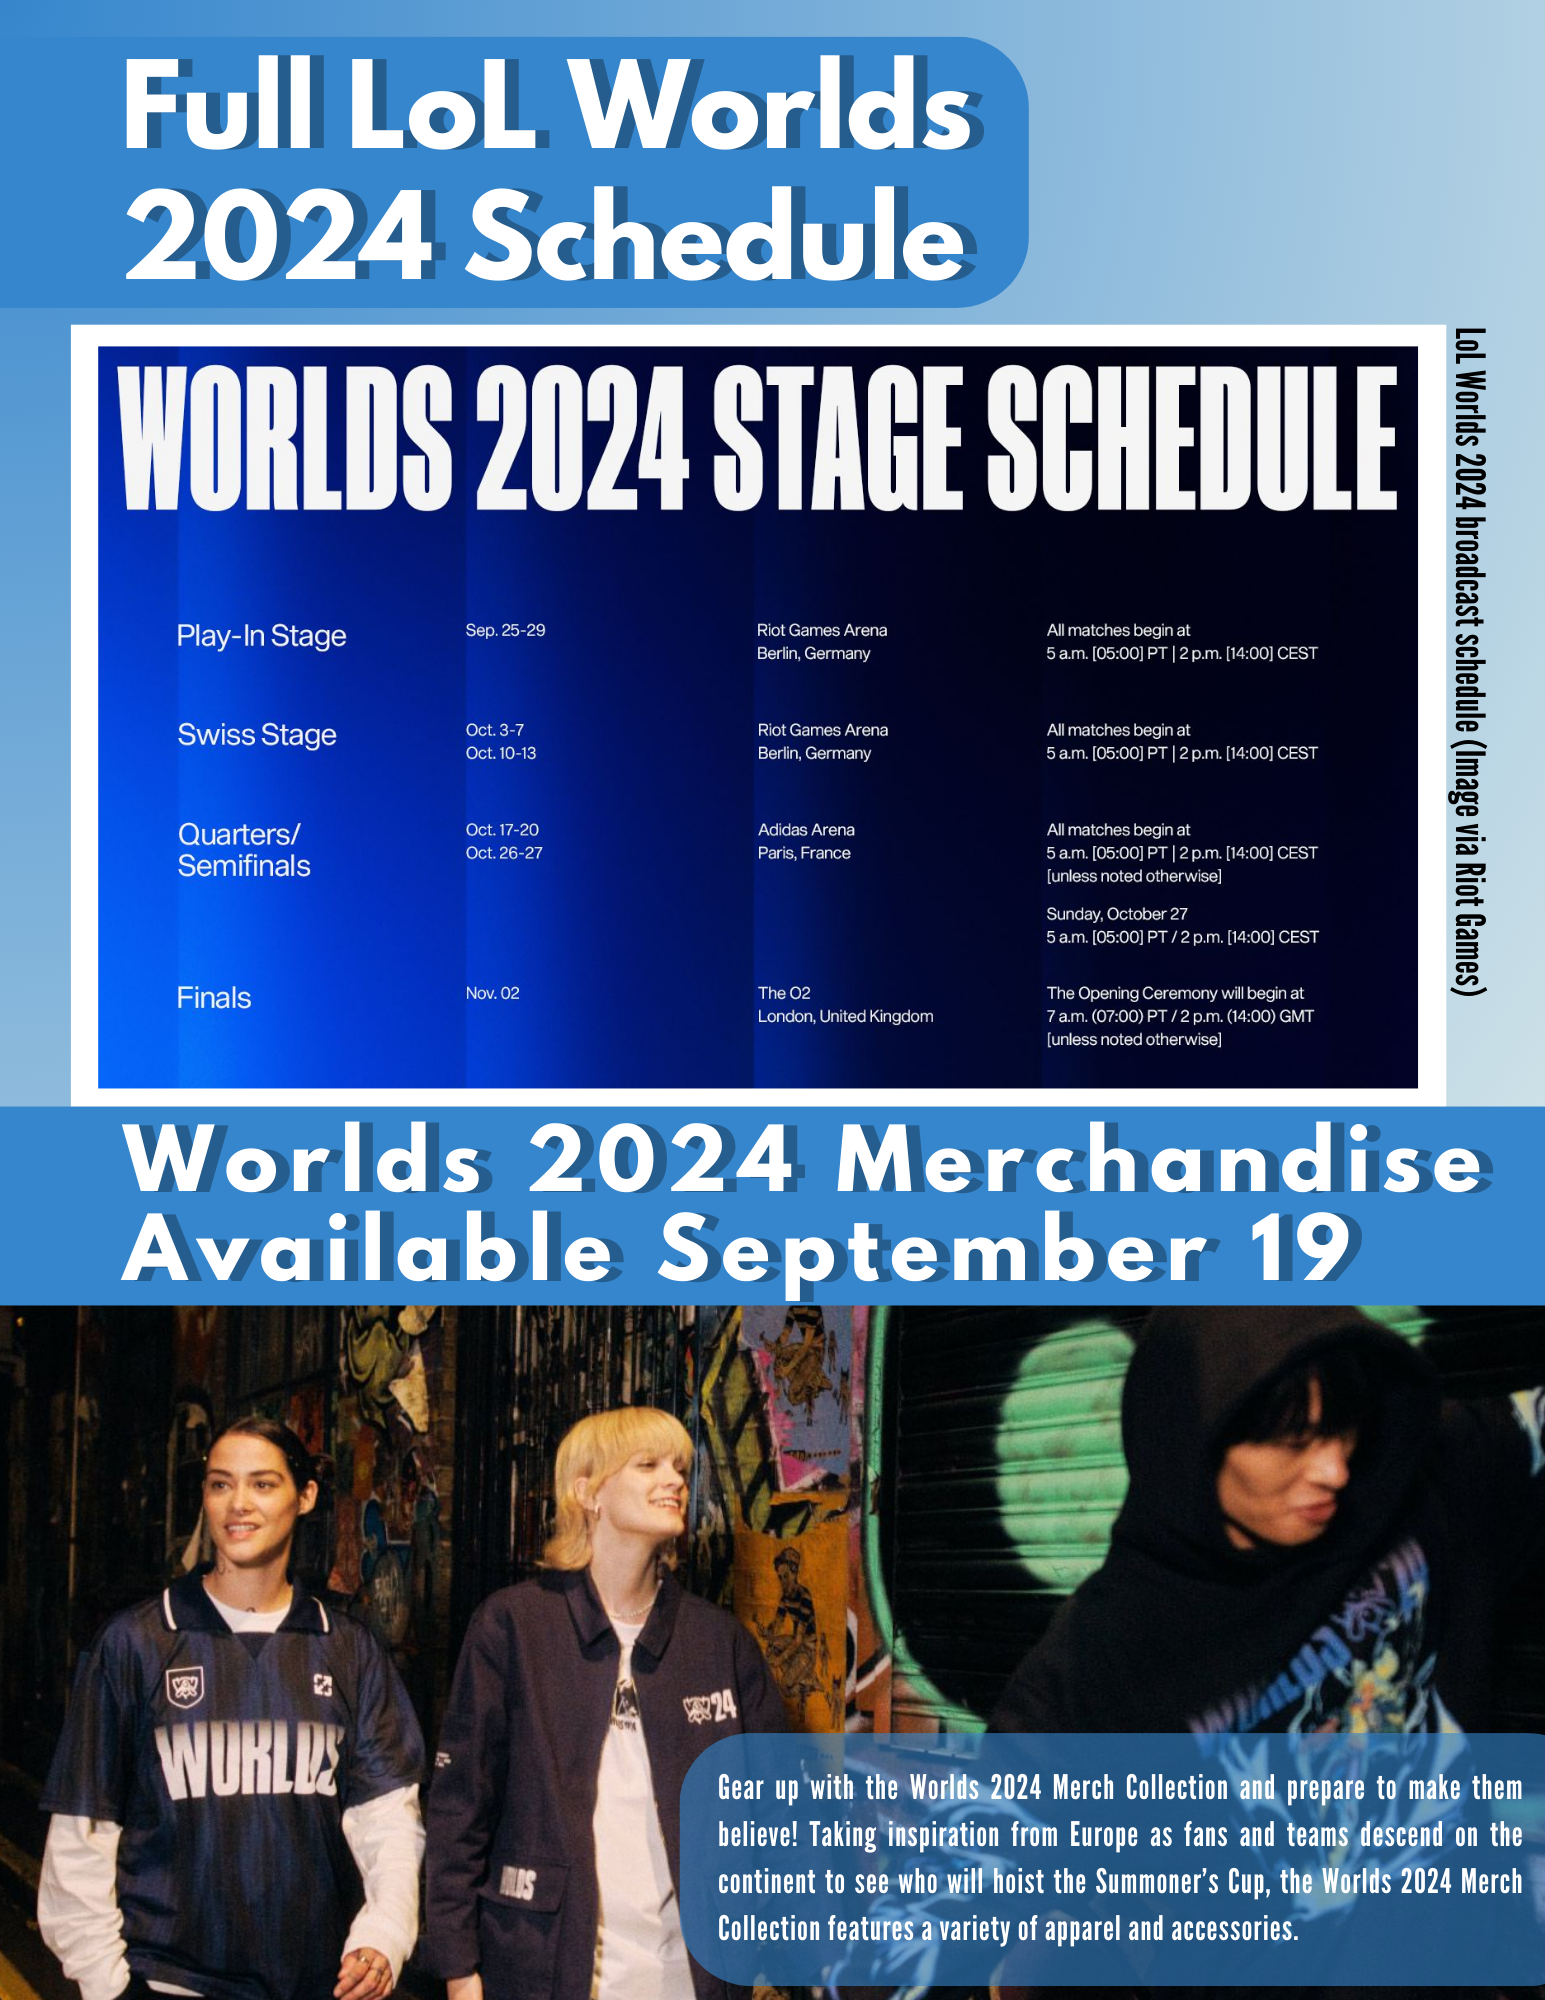 Full LoL Worlds
2024 Schedule
WORLDS 2024 STAGE SCHEDULE
Play-In Stage
Sep. 25-29
Riot Games Arena
Berlin, Germany
All matches begin at
5 a.m. [05:00] PT | 2 p.m. [14:00] CEST
Swiss Stage
Oct. 3-7
Oct. 10-13
Riot Games Arena
Berlin, Germany
All matches begin at
5 a.m. [05:00] PT | 2 p.m. [14:00] CEST
Quarters/
Semifinals
Oct. 17-20
Oct. 26-27
Adidas Arena
Paris, France
All matches begin at
5 a.m. [05:00] PT | 2 p.m. [14:00] CEST
[unless noted otherwise]
Sunday, October 27
5 a.m. [05:00] PT / 2 p.m. [14:00] CEST
Finals
Nov. 02
The O2
London, United Kingdom
The Opening Ceremony will begin at
7 a.m. (07:00) PT / 2 p.m. (14:00) GMT
[unless noted otherwise]
LoL Worlds 2024 broadcast schedule (Image via Riot Games)
Worlds 2024 Merchandise
Available September 19
WORLDS
24
WORLDS
Gear up with the Worlds 2024 Merch Collection and prepare to make them
believe! Taking inspiration from Europe as fans and teams descend on the
continent to see who will hoist the Summoner's Cup, the Worlds 2024 Merch
Collection features a variety of apparel and accessories.